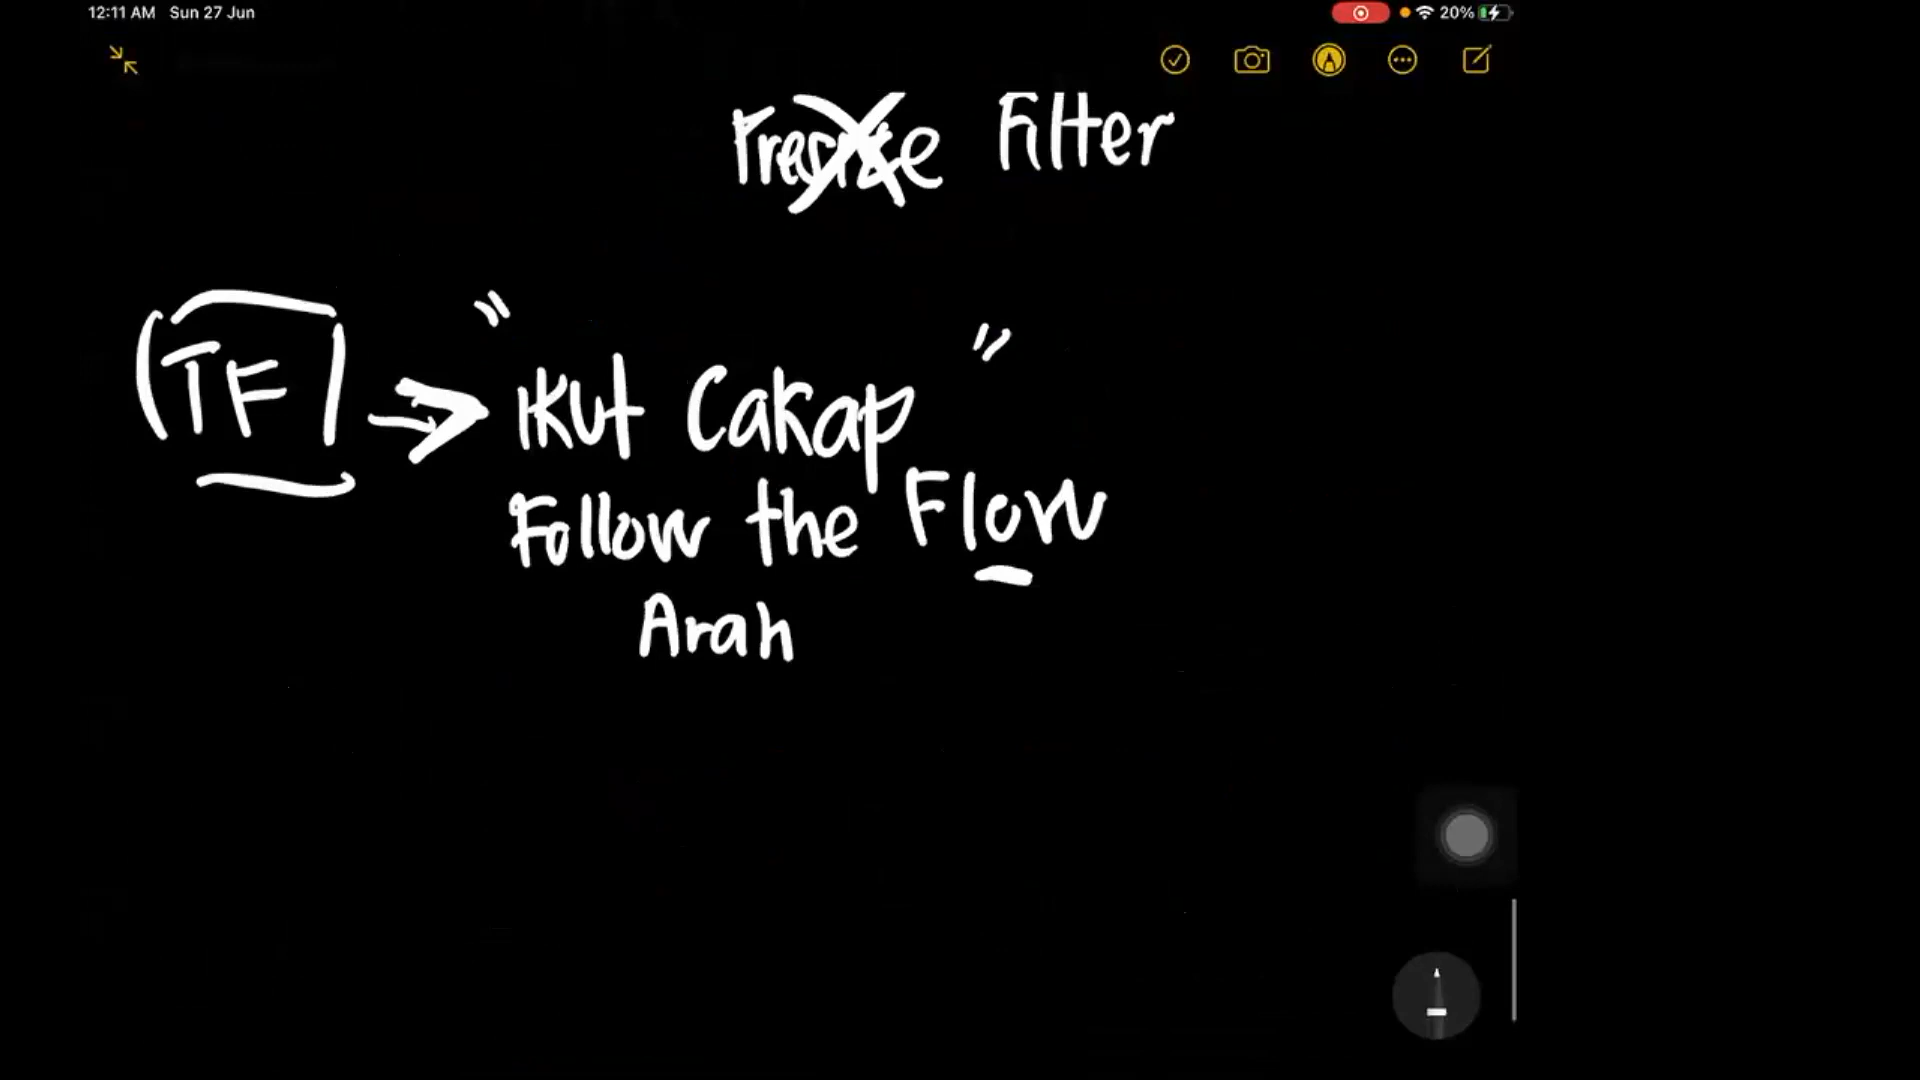 12:11 AM Sun 27 Jun
20%
Filter
TF → "Ikut Cakap"
Follow the Flow
Arah